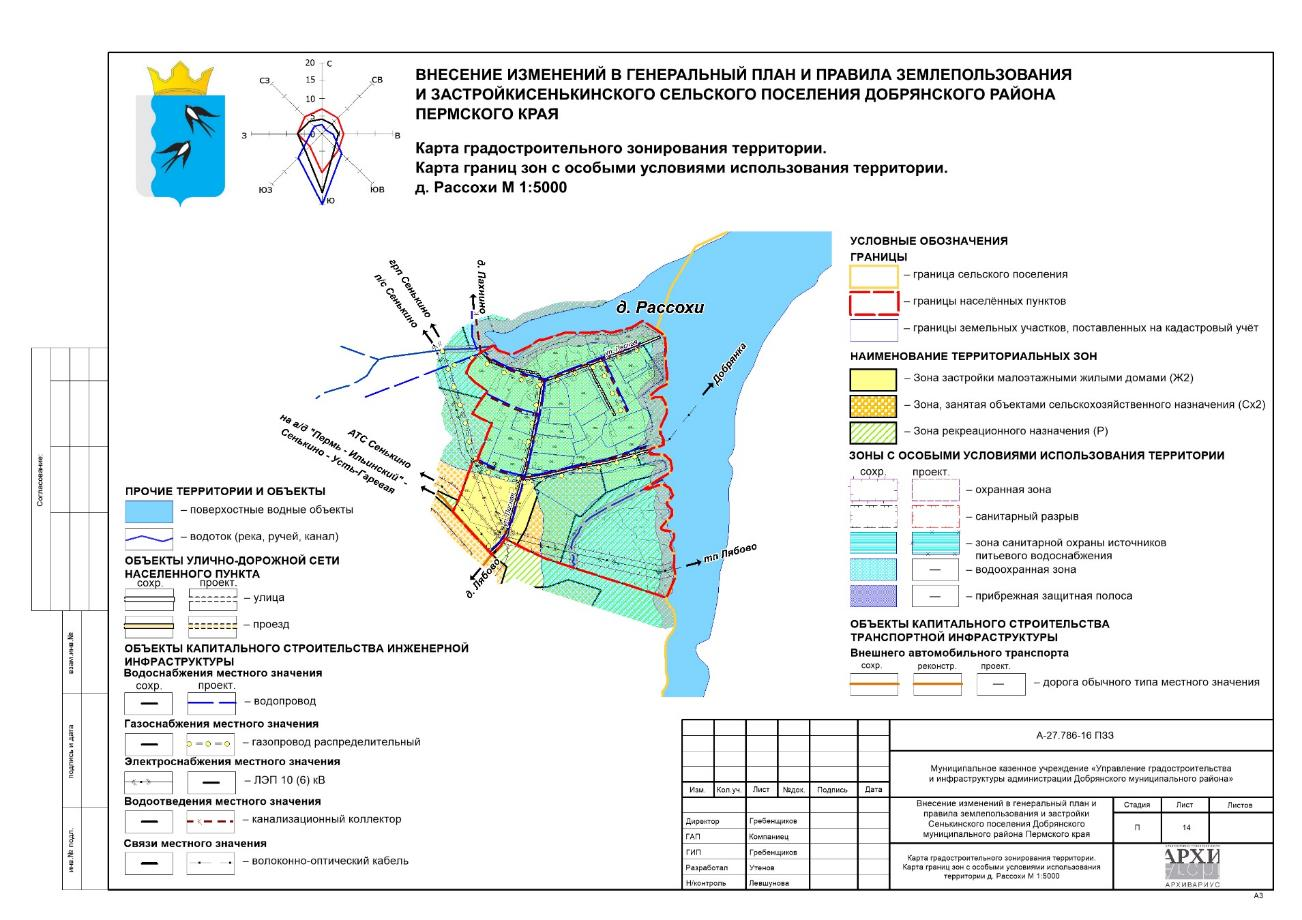 ВНЕСЕНИЕ ИЗМЕНЕНИЙ В ГЕНЕРАЛЬНЫЙ ПЛАН И ПРАВИЛА ЗЕМЛЕПОЛЬЗОВАНИЯ
И ЗАСТРОЙКИСЕНЬКИНСКОГО СЕЛЬСКОГО ПОСЕЛЕНИЯ ДОБРЯНСКОГО РАЙОНА
ПЕРМСКОГО КРАЯ
Карта градостроительного зонирования территории.
Карта границ зон с особыми условиями использования территории.
д. Рассохи М 1:5000
20
15
10
5
0
С
СВ
В
ЮВ
Ю
ЮЗ
З
СЗ
грп Сенькино
п/с Сенькино
д. Пахнино
д. Рассохи
Добрянка
АТС Сенькино
на а/д "Пермь - Ильинский" -
Сенькино - Усть-Гаревая
д. Лябово
тп Лябово
УСЛОВНЫЕ ОБОЗНАЧЕНИЯ
ГРАНИЦЫ
– граница сельского поселения
– границы населённых пунктов
– границы земельных участков, поставленных на кадастровый учёт
НАИМЕНОВАНИЕ ТЕРРИТОРИАЛЬНЫХ ЗОН
– Зона застройки малоэтажными жилыми домами (Ж2)
– Зона, занятая объектами сельскохозяйственного назначения (Сх2)
– Зона рекреационного назначения (Р)
ЗОНЫ С ОСОБЫМИ УСЛОВИЯМИ ИСПОЛЬЗОВАНИЯ ТЕРРИТОРИИ
сохр. проект.
– охранная зона
– санитарный разрыв
– зона санитарной охраны источников
питьевого водоснабжения
– водоохранная зона
– прибрежная защитная полоса
ОБЪЕКТЫ КАПИТАЛЬНОГО СТРОИТЕЛЬСТВА
ТРАНСПОРТНОЙ ИНФРАСТРУКТУРЫ
Внешнего автомобильного транспорта
сохр. реконстр. проект.
– дорога обычного типа местного значения
ПРОЧИЕ ТЕРРИТОРИИ И ОБЪЕКТЫ
– поверхостные водные объекты
– водоток (река, ручей, канал)
ОБЪЕКТЫ УЛИЧНО-ДОРОЖНОЙ СЕТИ
НАСЕЛЕННОГО ПУНКТА
сохр. проект.
– улица
– проезд
ОБЪЕКТЫ КАПИТАЛЬНОГО СТРОИТЕЛЬСТВА ИНЖЕНЕРНОЙ
ИНФРАСТРУКТУРЫ
Водоснабжения местного значения
сохр. проект.
– водопровод
Газоснабжения местного значения
– газопровод распределительный
Электроснабжения местного значения
– ЛЭП 10 (6) кВ
Водоотведения местного значения
– канализационный коллектор
Связи местного значения
– волоконно-оптический кабель
Согласование:
взам.инв.№
подпись и дата
инв.№ подл.
А-27.786-16 ПЗЗ
Муниципальное казенное учреждение «Управление градостроительства
и инфраструктуры администрации Добрянского муниципального района»
Изм. Кол.уч. Лист №док. Подпись Дата
Директор Гребенщиков
ГАП Компаниец
ГИП Гребенщиков
Разработал Утенов
Н/контроль Левшунова
Внесение изменений в генеральный план и
правила землепользования и застройки
Сенькинского поселения Добрянского
муниципального района Пермского края
Стадия Лист Листов
П 14
Карта градостроительного зонирования территории.
Карта границ зон с особыми условиями использования
территории д. Рассохи М 1:5000
АРХИ
АРХИВАРИУС
А3